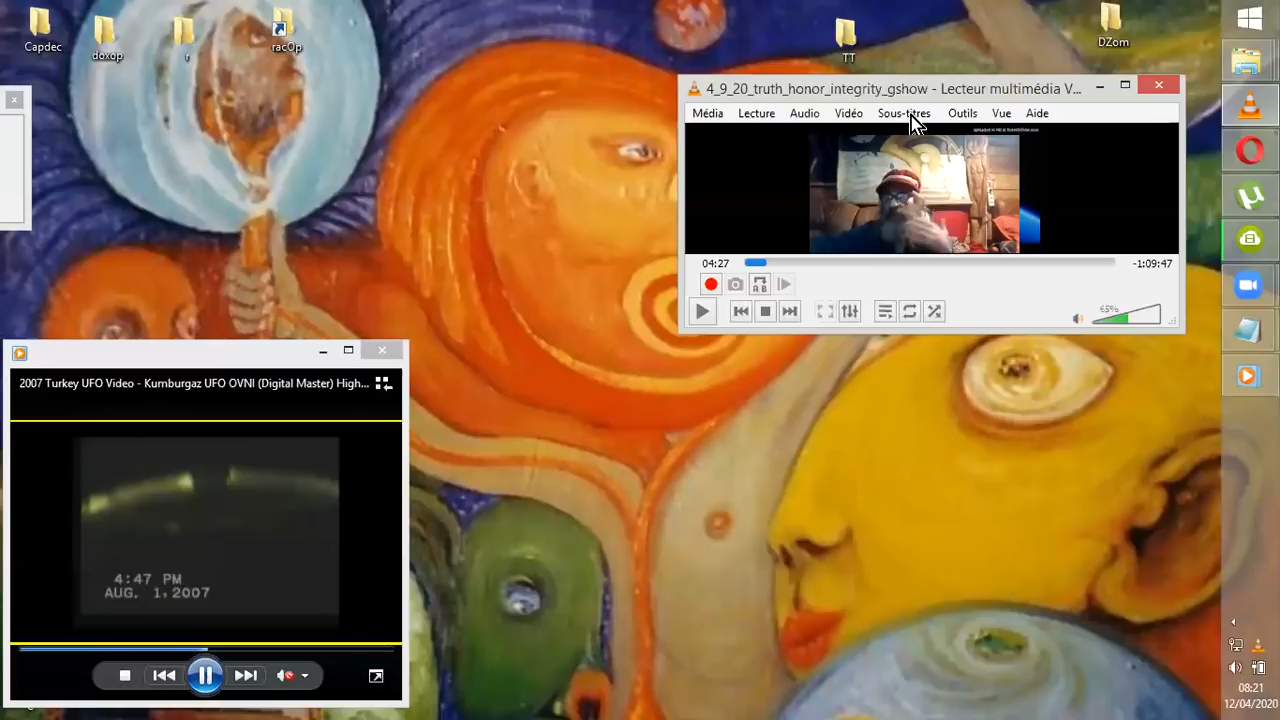 Capdec
doxop
r
racOp
TT
DZom
4_9_20_truth_honor_integrity_gshow - Lecteur multimédia V...
Média Lecture Audio Vidéo Sous-titres Outils Vue Aide
04:27
-1:09:47
A B
65%
2007 Turkey UFO Video - Kumburgaz UFO OVNI (Digital Master) High...
4:47 PM
AUG. 1,2007
08:21
12/04/2020